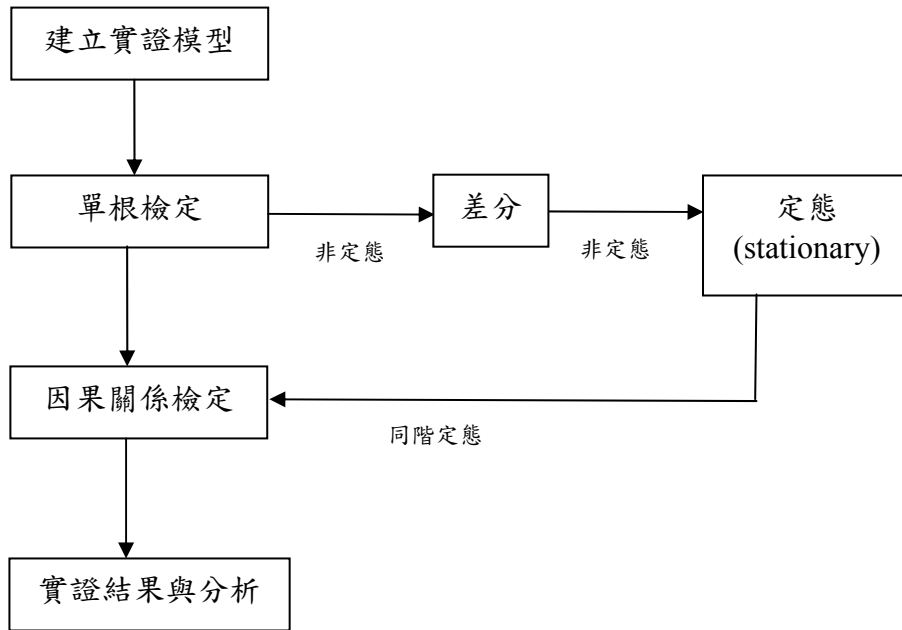 建立實證模型
單根檢定
差分
定態
(stationary)
非定態
非定態
因果關係檢定
同階定態
實證結果與分析